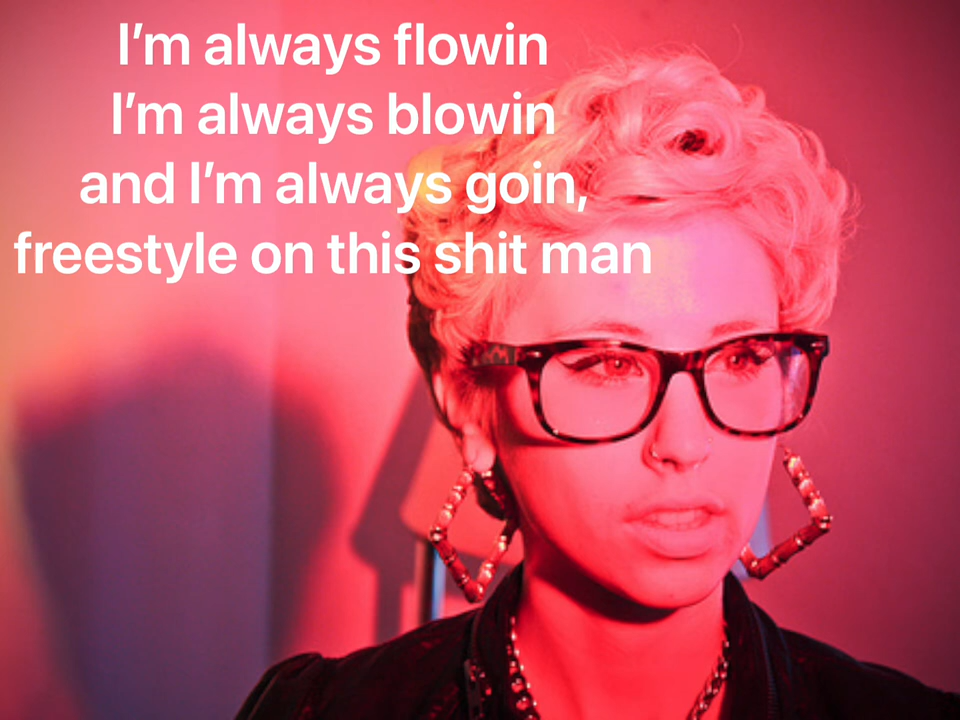 I'm always flowin
I'm always blowin
and I'm always goin,
freestyle on this shit man